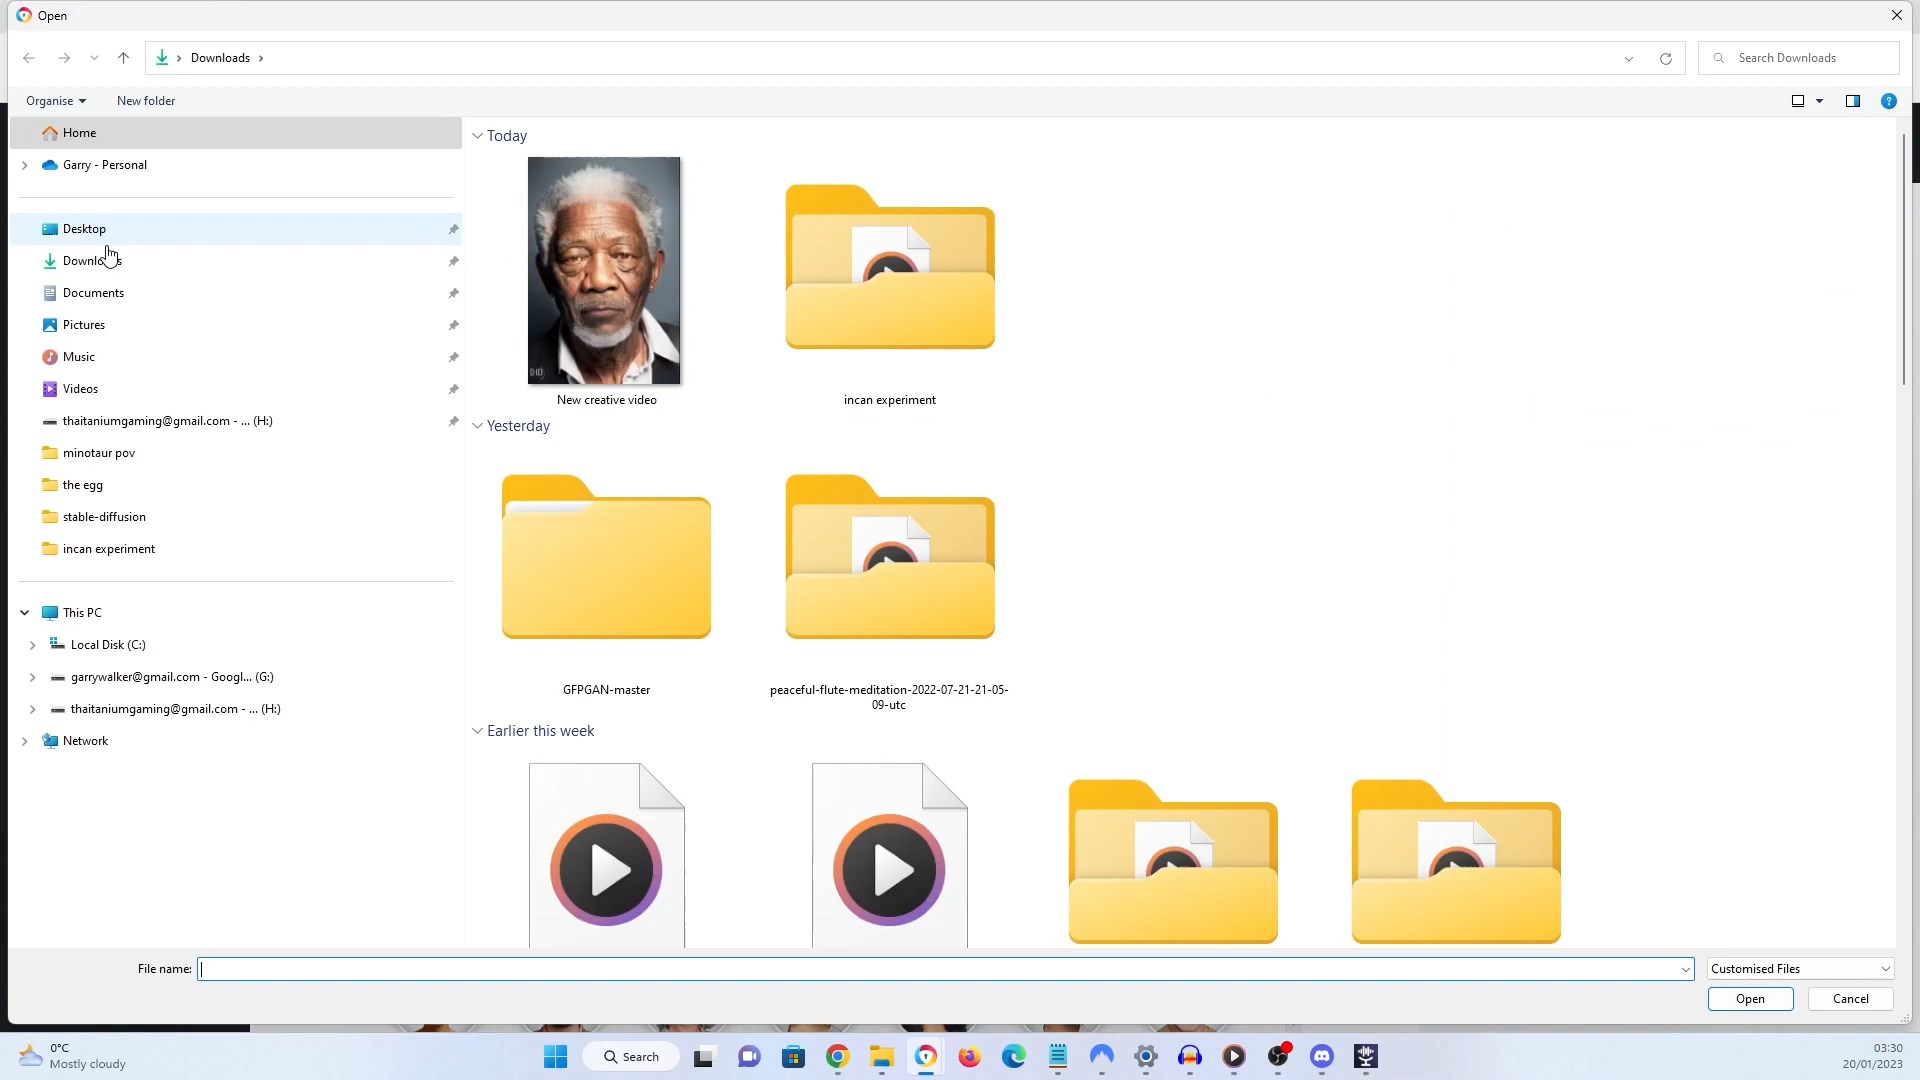 Open
Downloads
Search Downloads
Organise
New folder
Home
Garry - Personal
Desktop
Downloads
Documents
Pictures
Music
Videos
thaitaniumgaming@gmail.com - ... (H:)
minotaur pov
the egg
stable-diffusion
incan experiment
This PC
Local Disk (C:)
garrywalker@gmail.com - Googl... (G:)
thaitaniumgaming@gmail.com - ... (H:)
Network
Today
New creative video
incan experiment
Yesterday
GFPGAN-master
peaceful-flute-meditation-2022-07-21-21-05-
09-utc
Earlier this week
File name:
Customised Files
Open
Cancel
0°C
Mostly cloudy
Search
03:30
20/01/2023